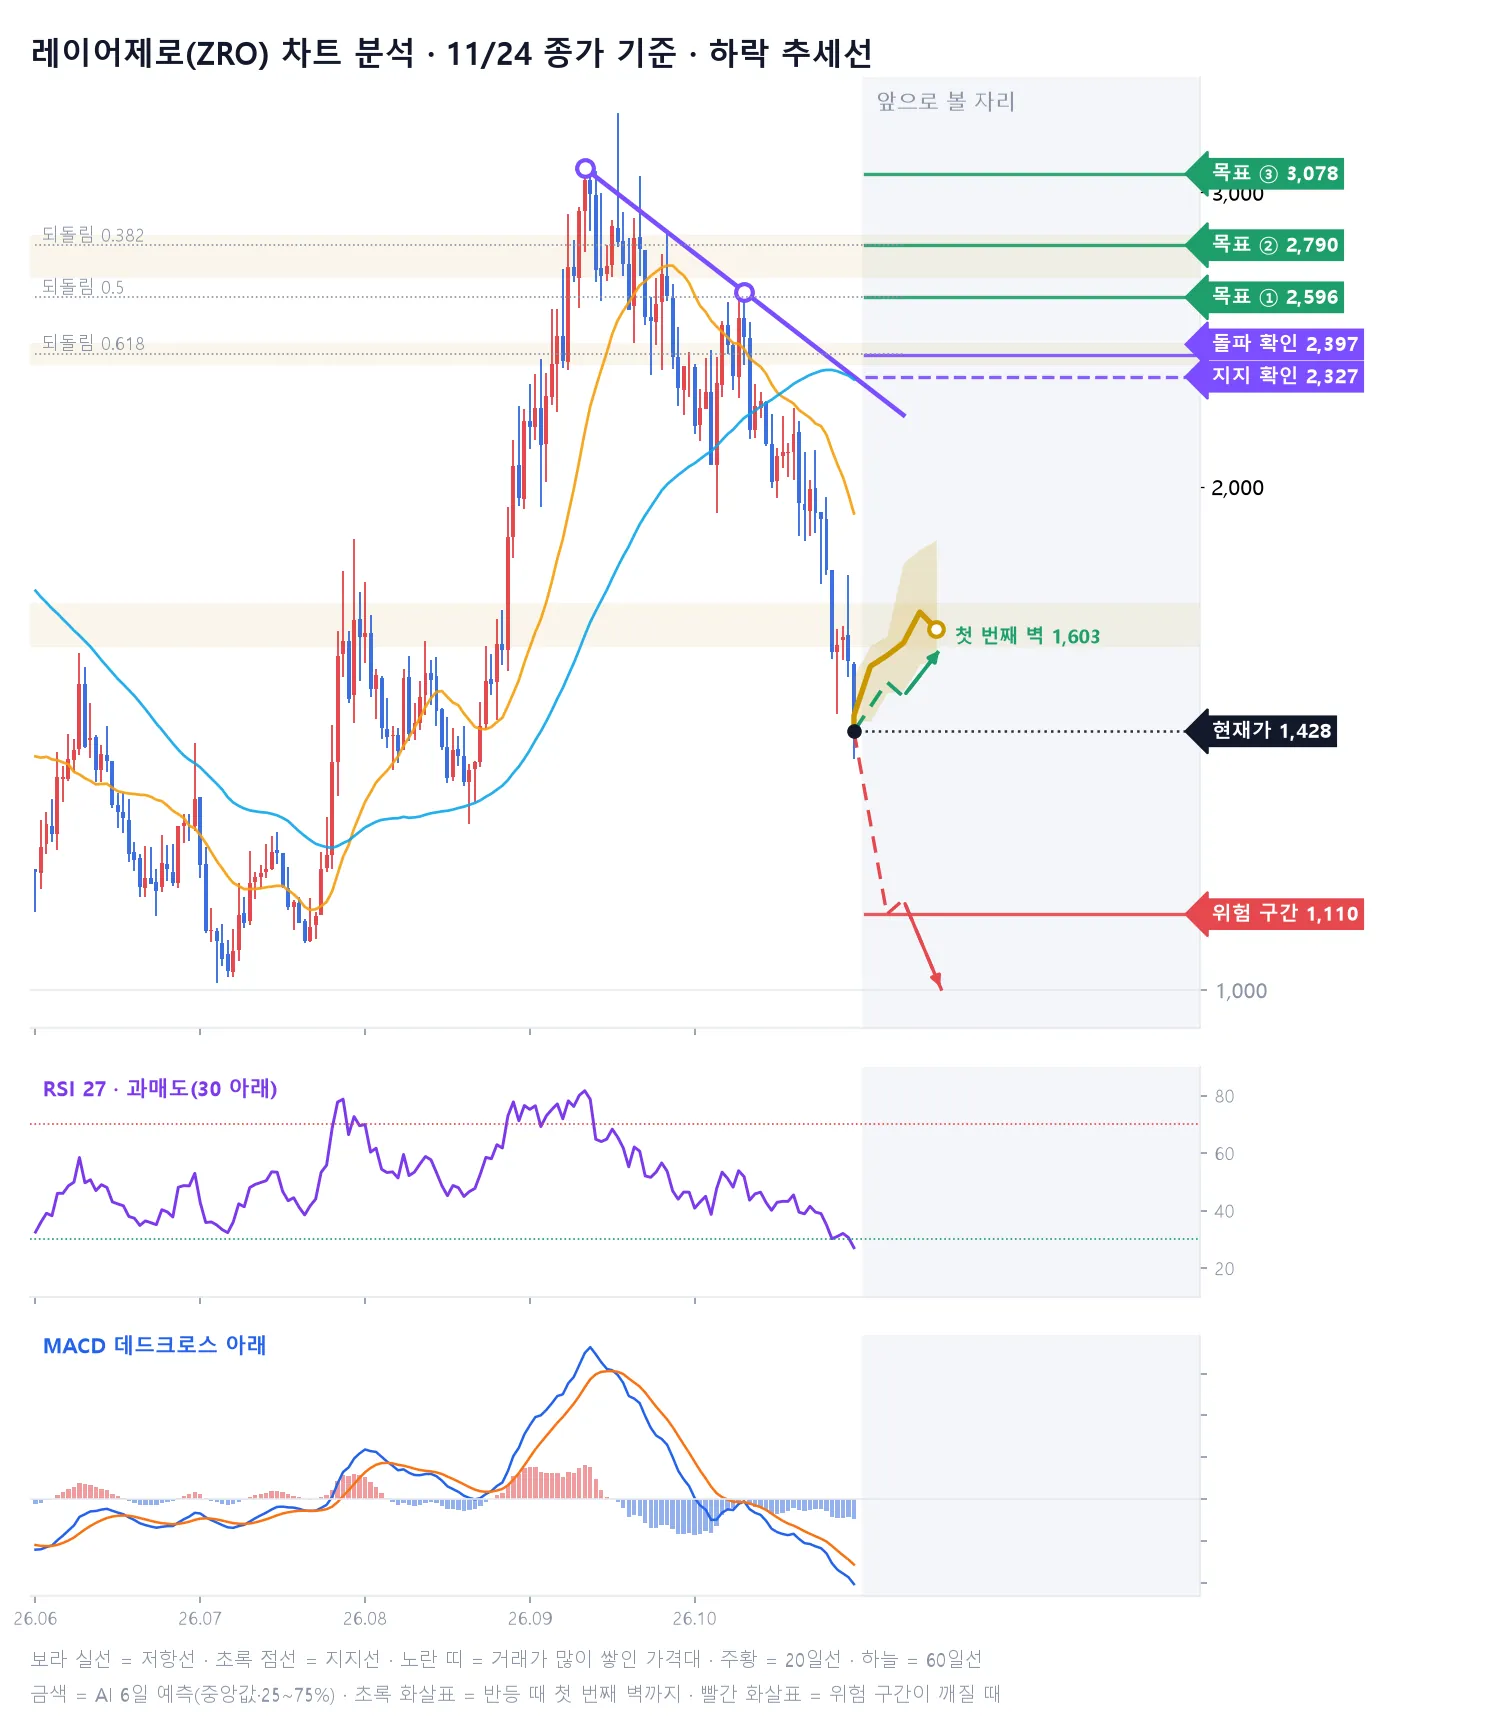 레이어제로(ZRO) 차트 분석 · 11/24 종가 기준 · 하락 추세선
앞으로 볼 자리
목표 ③ 3,078
3,000
되돌림 0.382
목표 ② 2,790
되돌림 0.5
목표 ① 2,596
되돌림 0.618
돌파 확인 2,397
지지 확인 2,327
2,000
첫 번째 벽 1,603
현재가 1,428
위험 구간 1,110
1,000
RSI 27 · 과매도(30 아래)
80
60
40
20
MACD 데드크로스 아래
26.06 26.07 26.08 26.09 26.10
보라 실선 = 저항선 · 초록 점선 = 지지선 · 노란 띠 = 거래가 많이 쌓인 가격대 · 주황 = 20일선 · 하늘 = 60일선
금색 = AI 6일 예측(중앙값·25~75%) · 초록 화살표 = 반등 때 첫 번째 벽까지 · 빨간 화살표 = 위험 구간이 깨질 때